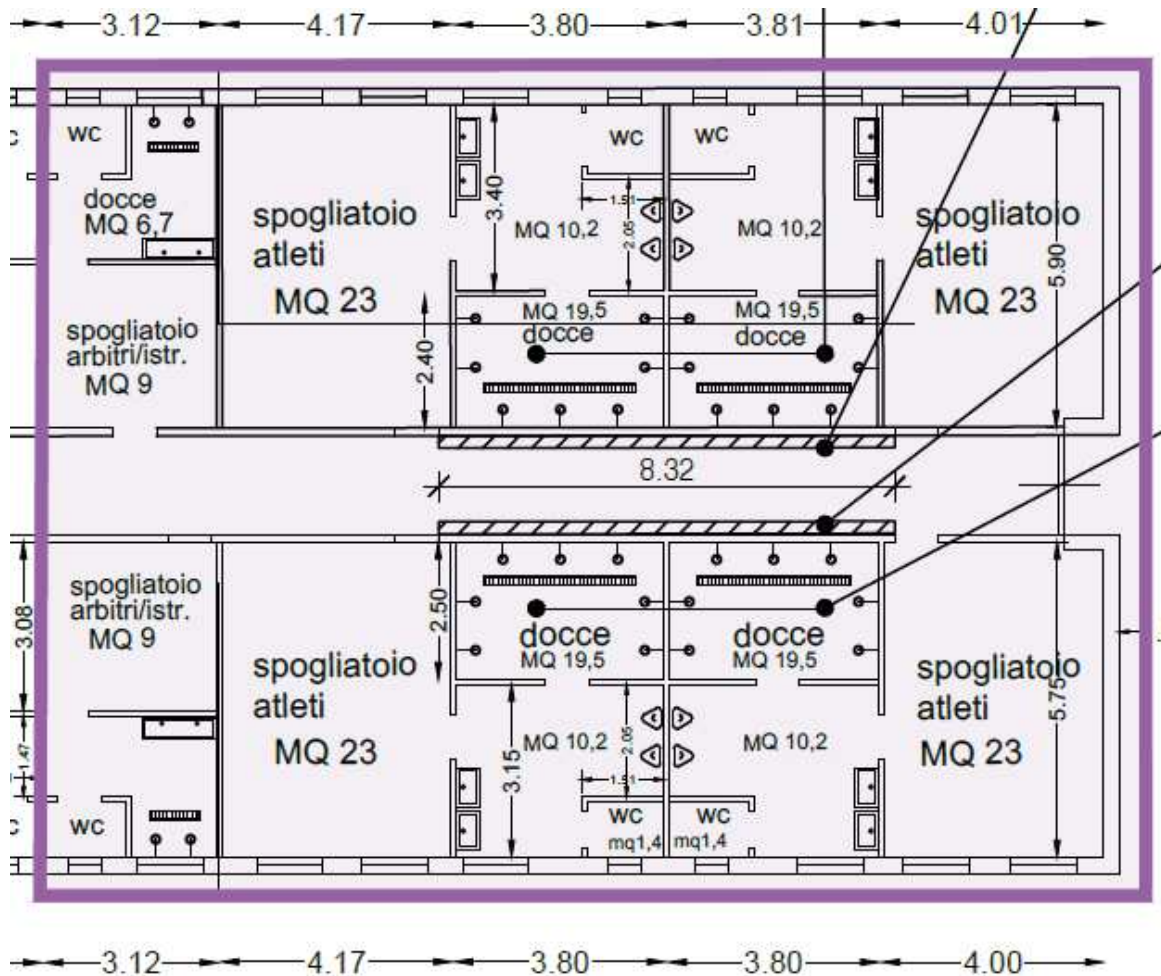 3.12 4.17 3.80 3.81 4.01
c wc wc wc
docce
MQ 6,7
3.40
1.51
2.05
spogliatoio
atleti
MQ 23
MQ 10,2
MQ 10,2
spogliatoio
atleti
MQ 23
5.90
spogliatoio
arbitri/istr.
MQ 9
2.40
MQ 19,5
docce
MQ 19,5
docce
8.32
spogliatoio
arbitri/istr.
MQ 9
3.08
2.50
docce
MQ 19,5
docce
MQ 19,5
spogliatoio
atleti
MQ 23
spogliatoio
atleti
MQ 23
5.75
1.47
3.15
MQ 10,2
2.05
MQ 10,2
1.51
c wc
wc
mq1,4
wc
mq1,4
3.12 4.17 3.80 3.80 4.00